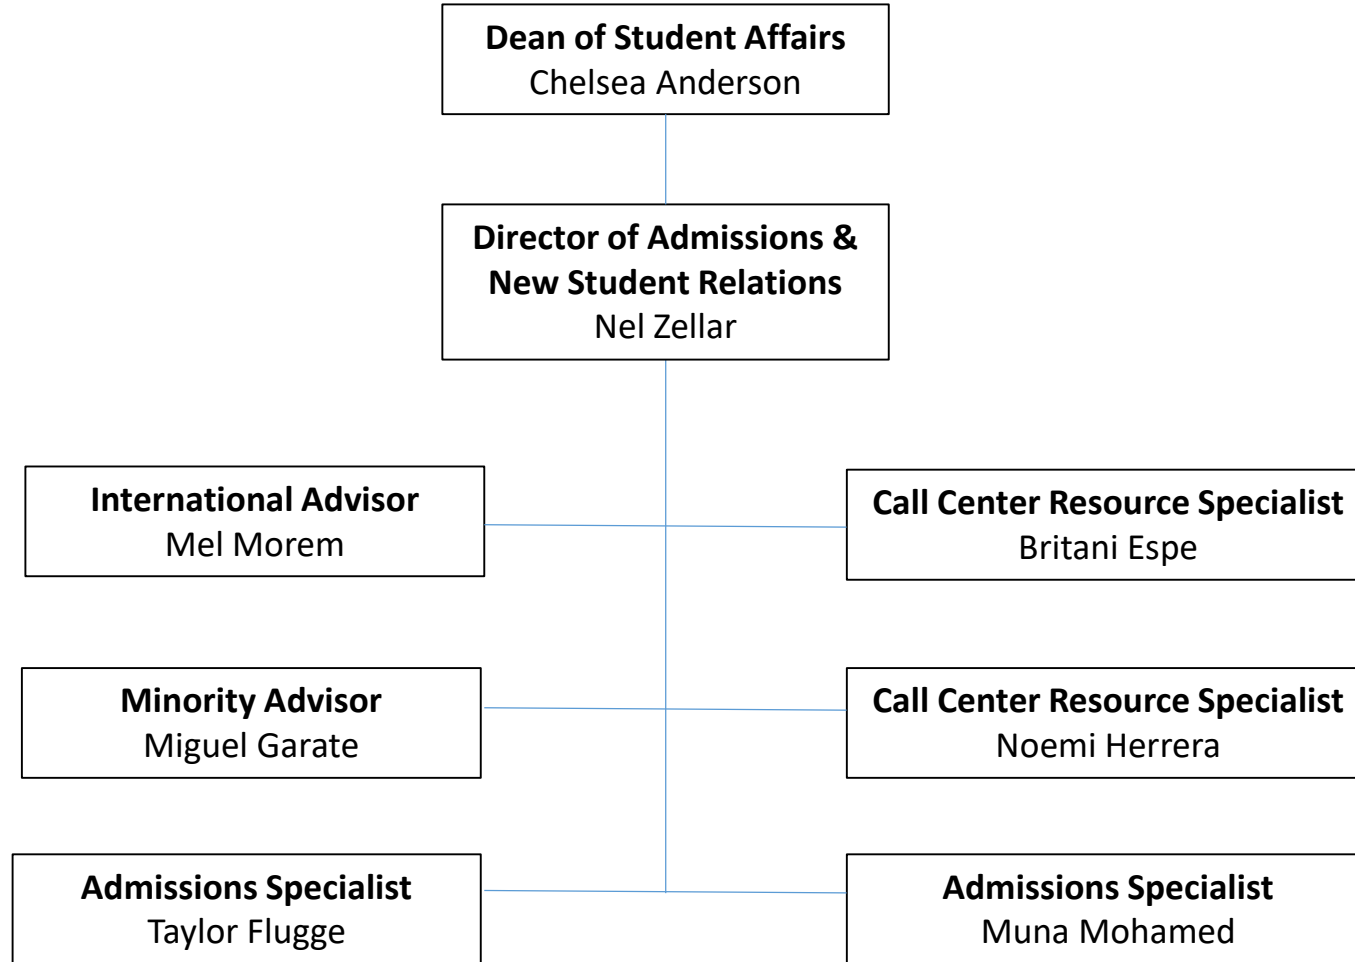 Dean of Student Affairs
Chelsea Anderson
Director of Admissions &
New Student Relations
Nel Zellar
International Advisor
Mel Morem
Call Center Resource Specialist
Britani Espe
Minority Advisor
Miguel Garate
Call Center Resource Specialist
Noemi Herrera
Admissions Specialist
Taylor Flugge
Admissions Specialist
Muna Mohamed